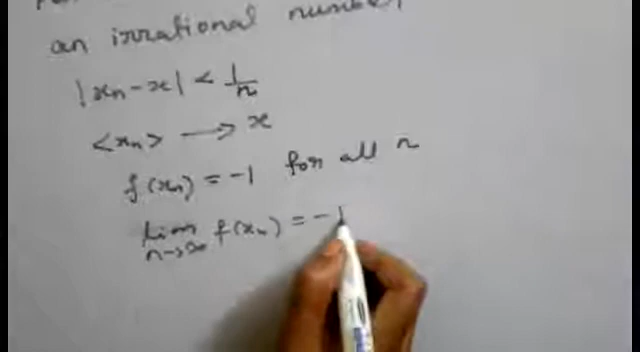 an irrational number,
|xₙ - x| < 1/n
<xₙ> → x
f(xₙ) = -1 for all n
lim n→∞ f(xₙ) = -1